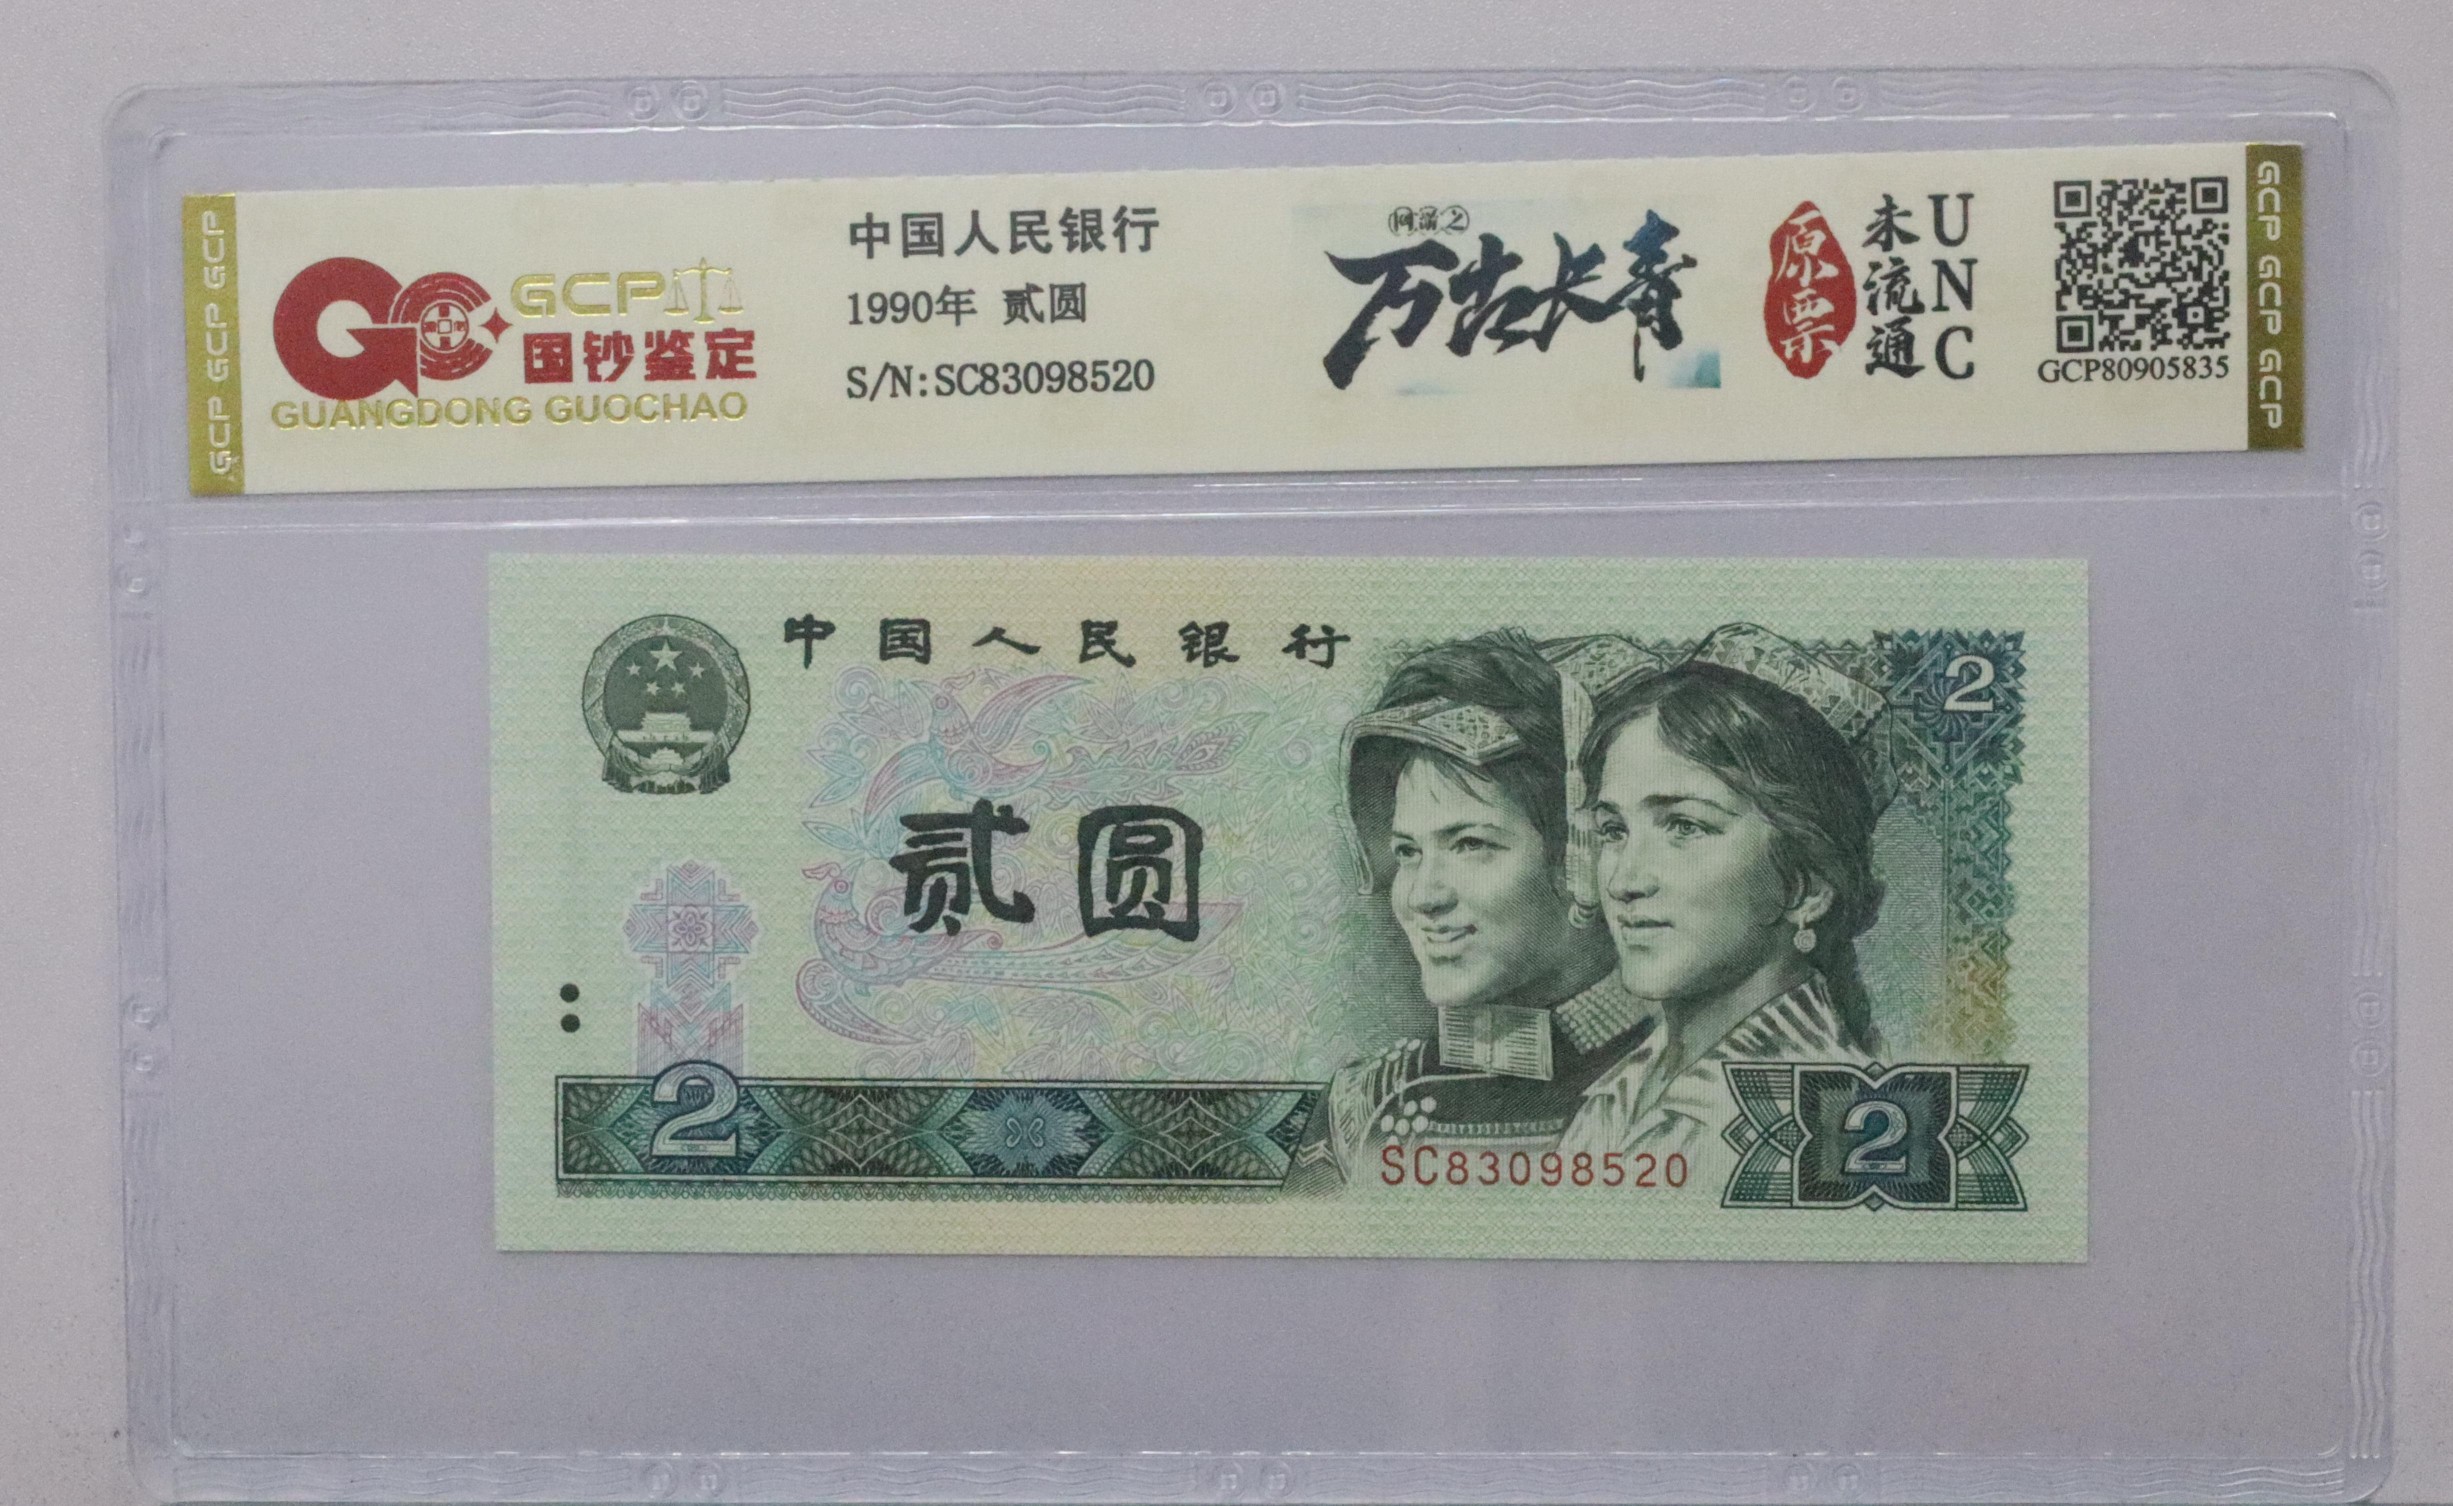 GCP GCP GCP
GCP
国钞鉴定
GUANGDONG GUOCHAO
中国人民银行
1990年 贰圆
S/N:SC83098520
万古长寿
原票
未流通
UNC
GCP80905835
GCP GCP GCP
中国人民银行
2
贰圆
2
SC83098520
2